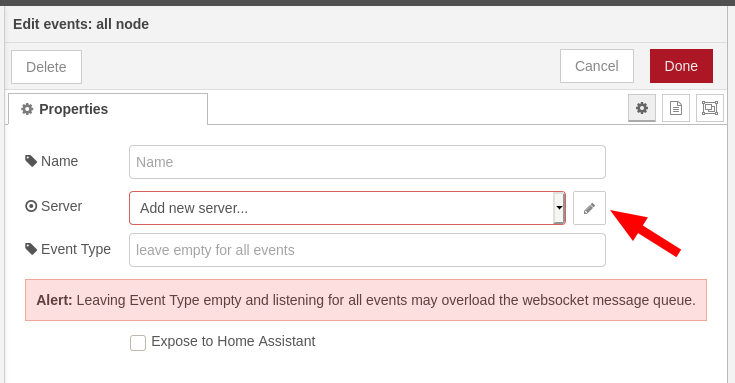 Edit events: all node
Delete
Cancel
Done
Properties
Name
Name
Server
Add new server...
Event Type
leave empty for all events
Alert: Leaving Event Type empty and listening for all events may overload the websocket message queue.
Expose to Home Assistant